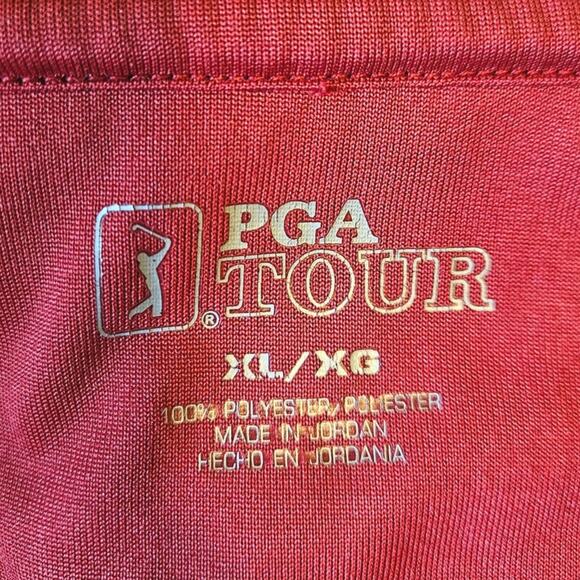 PGA
TOUR
®
XL/XG
100% POLYESTER, POLIESTER
MADE IN JORDAN
HECHO EN JORDANIA